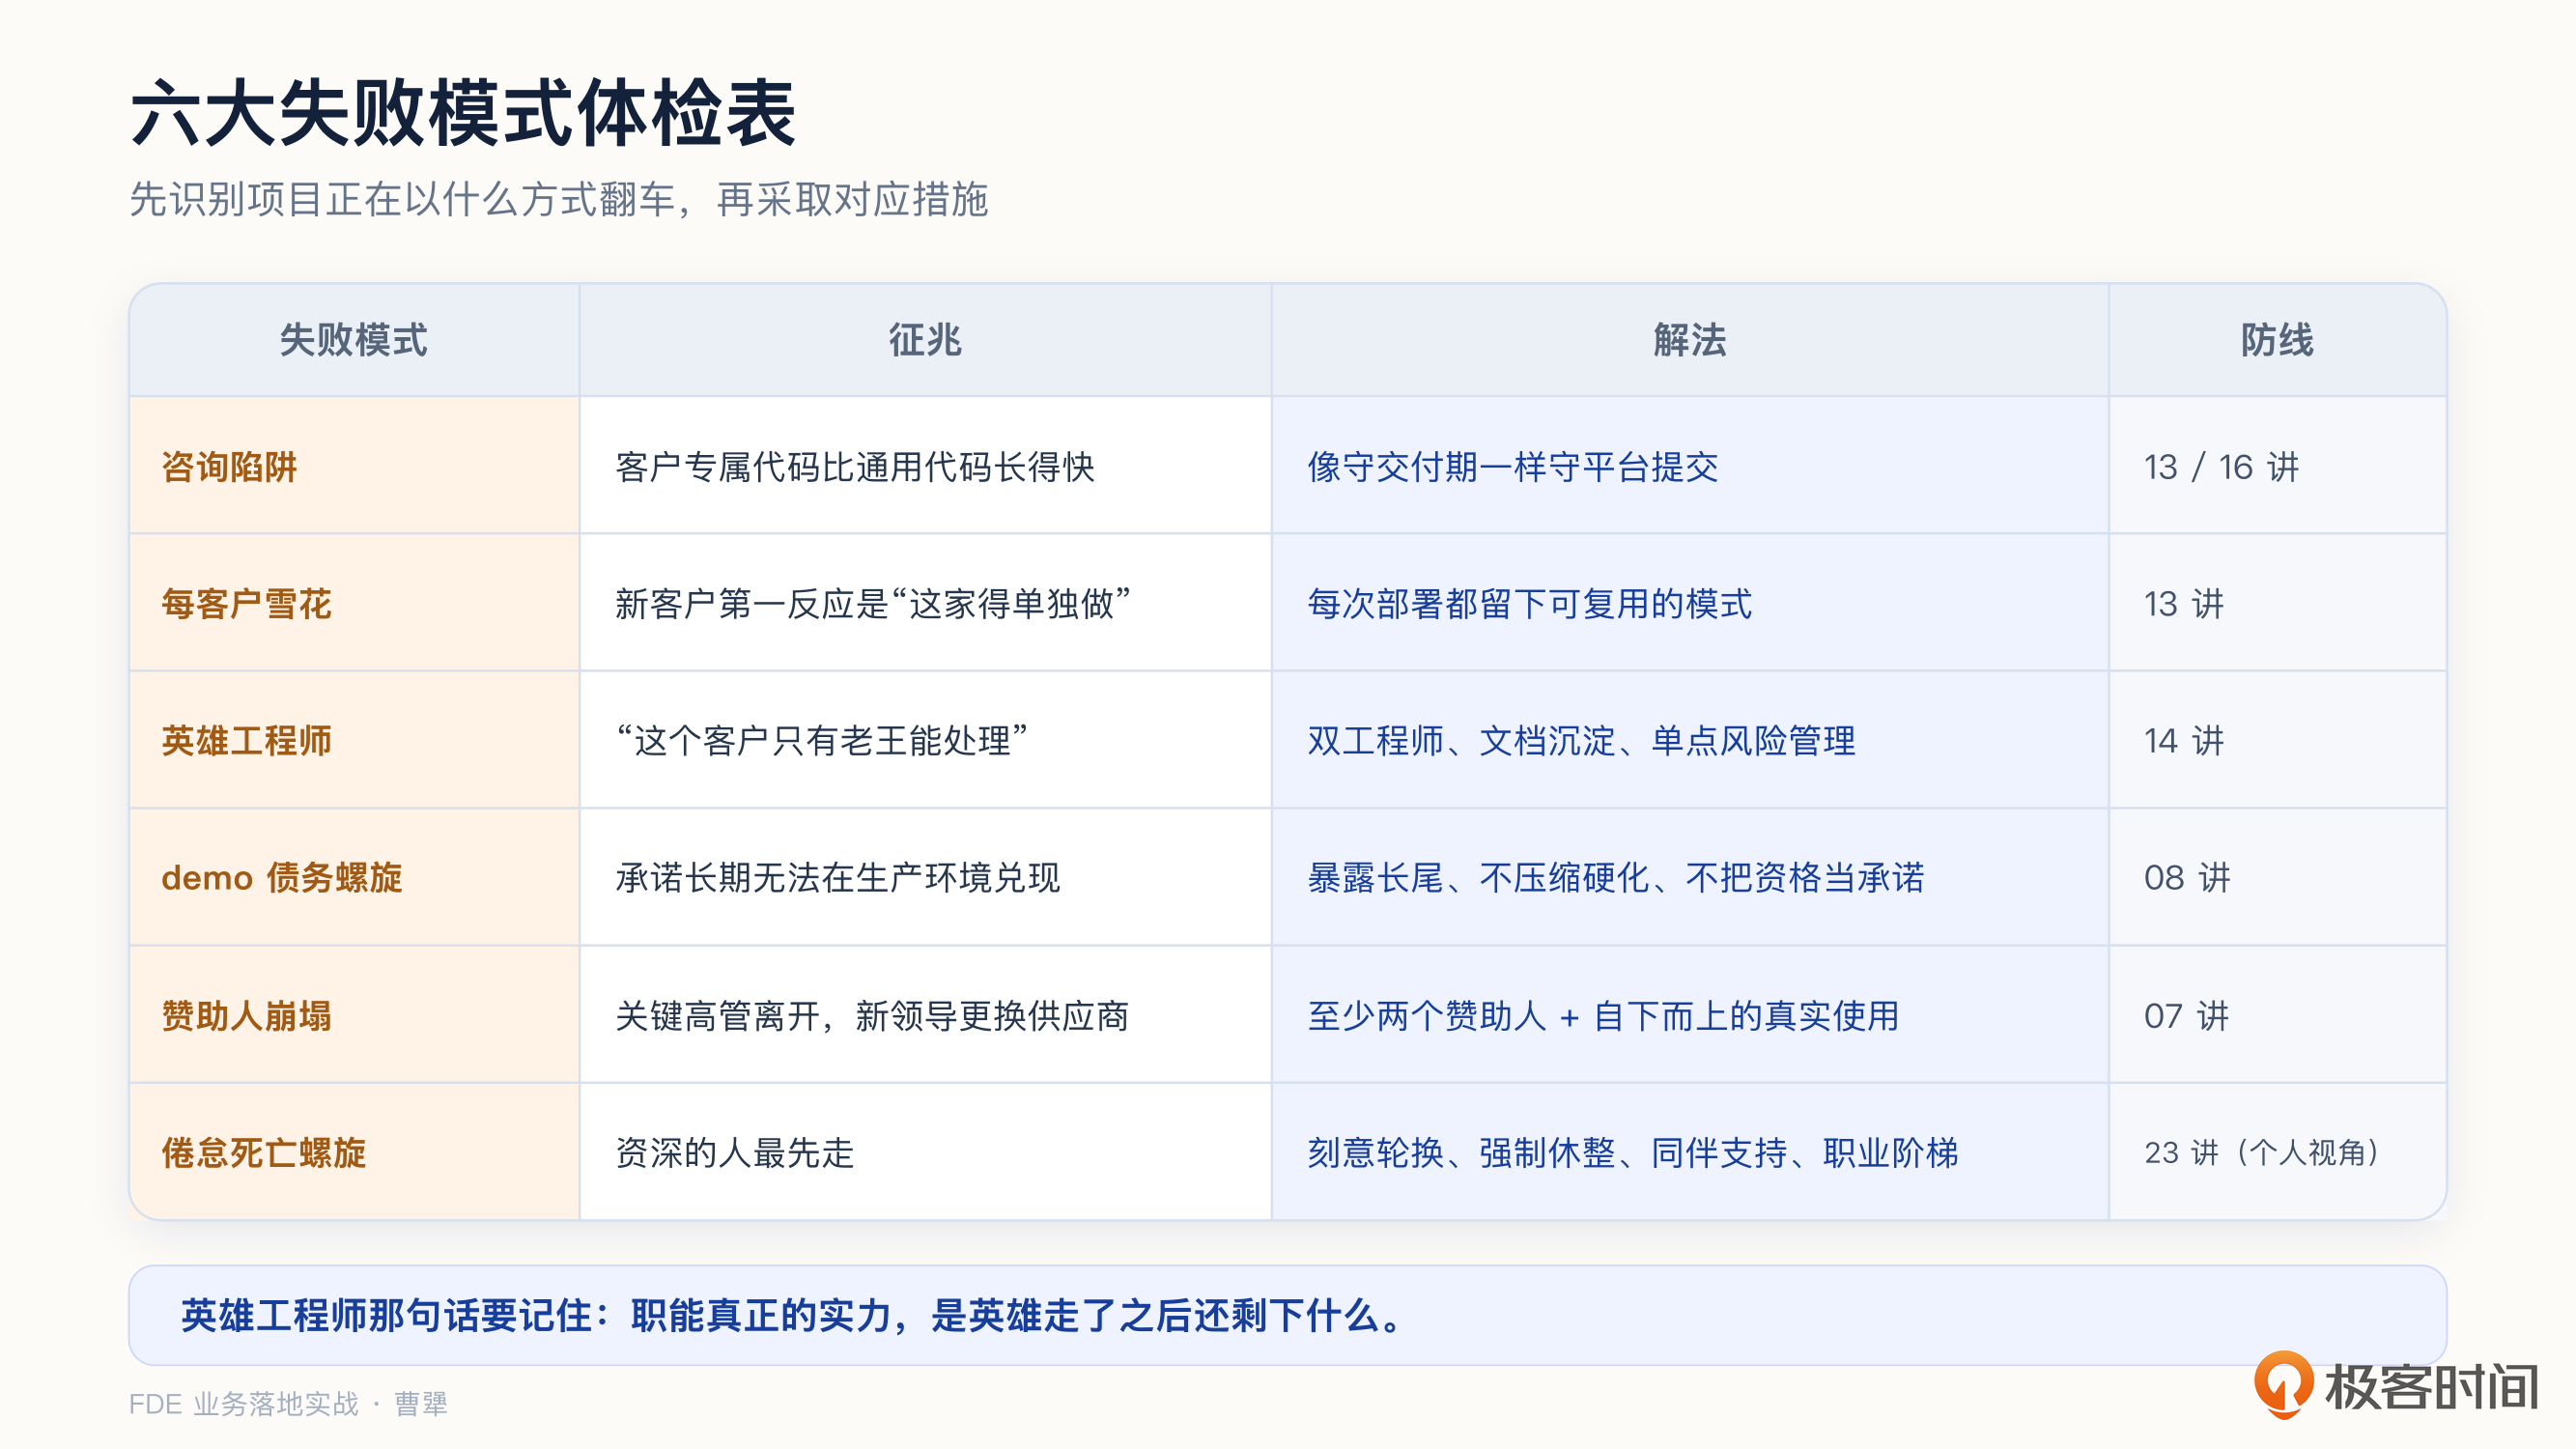 六大失败模式体检表
先识别项目正在以什么方式翻车，再采取对应措施
失败模式 征兆 解法 防线
咨询陷阱 客户专属代码比通用代码长得快 像守交付期一样守平台提交 13 / 16 讲
每客户雪花 新客户第一反应是“这家得单独做” 每次部署都留下可复用的模式 13 讲
英雄工程师 “这个客户只有老王能处理” 双工程师、文档沉淀、单点风险管理 14 讲
demo 债务螺旋 承诺长期无法在生产环境兑现 暴露长尾、不压缩硬化、不把资格当承诺 08 讲
赞助人崩塌 关键高管离开，新领导更换供应商 至少两个赞助人 + 自下而上的真实使用 07 讲
倦怠死亡螺旋 资深的人最先走 刻意轮换、强制休整、同伴支持、职业阶梯 23 讲（个人视角）
英雄工程师那句话要记住：职能真正的实力，是英雄走了之后还剩下什么。
FDE 业务落地实战 · 曹犟
极客时间